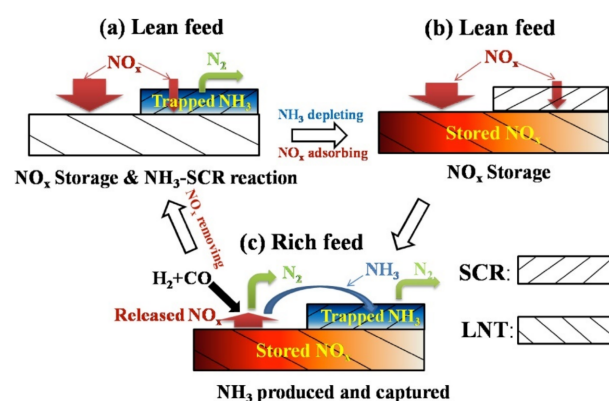 (a) Lean feed
NOₓ
N₂
Trapped NH₃
NOₓ Storage & NH₃-SCR reaction
NH₃ depleting
NOₓ adsorbing
(b) Lean feed
NOₓ
Stored NOₓ
NOₓ Storage
NOₓ removing
(c) Rich feed
H₂+CO
N₂
NH₃
N₂
Released NOₓ
Trapped NH₃
Stored NOₓ
NH₃ produced and captured
SCR:
LNT: